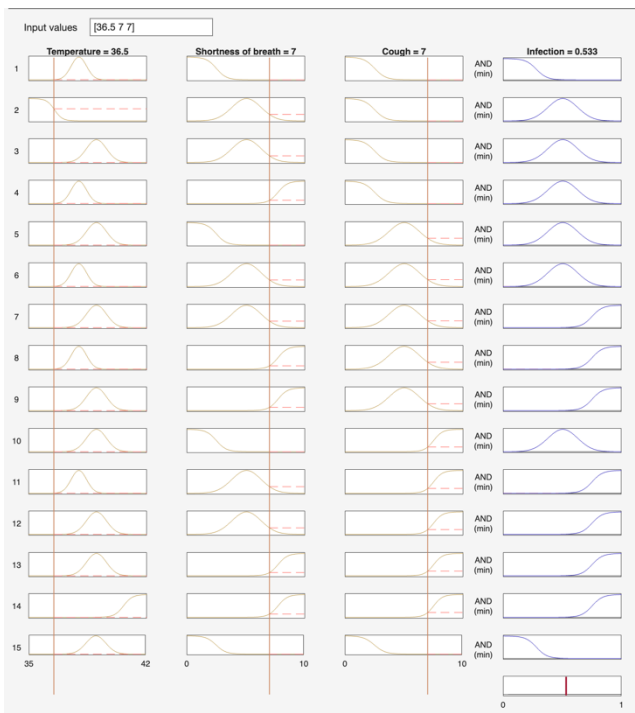 Input values [36.5 7 7]
Temperature = 36.5 Shortness of breath = 7 Cough = 7 Infection = 0.533
1 AND
(min)
2 AND
(min)
3 AND
(min)
4 AND
(min)
5 AND
(min)
6 AND
(min)
7 AND
(min)
8 AND
(min)
9 AND
(min)
10 AND
(min)
11 AND
(min)
12 AND
(min)
13 AND
(min)
14 AND
(min)
15 AND
(min)
35 42 0 10 0 10
0 1